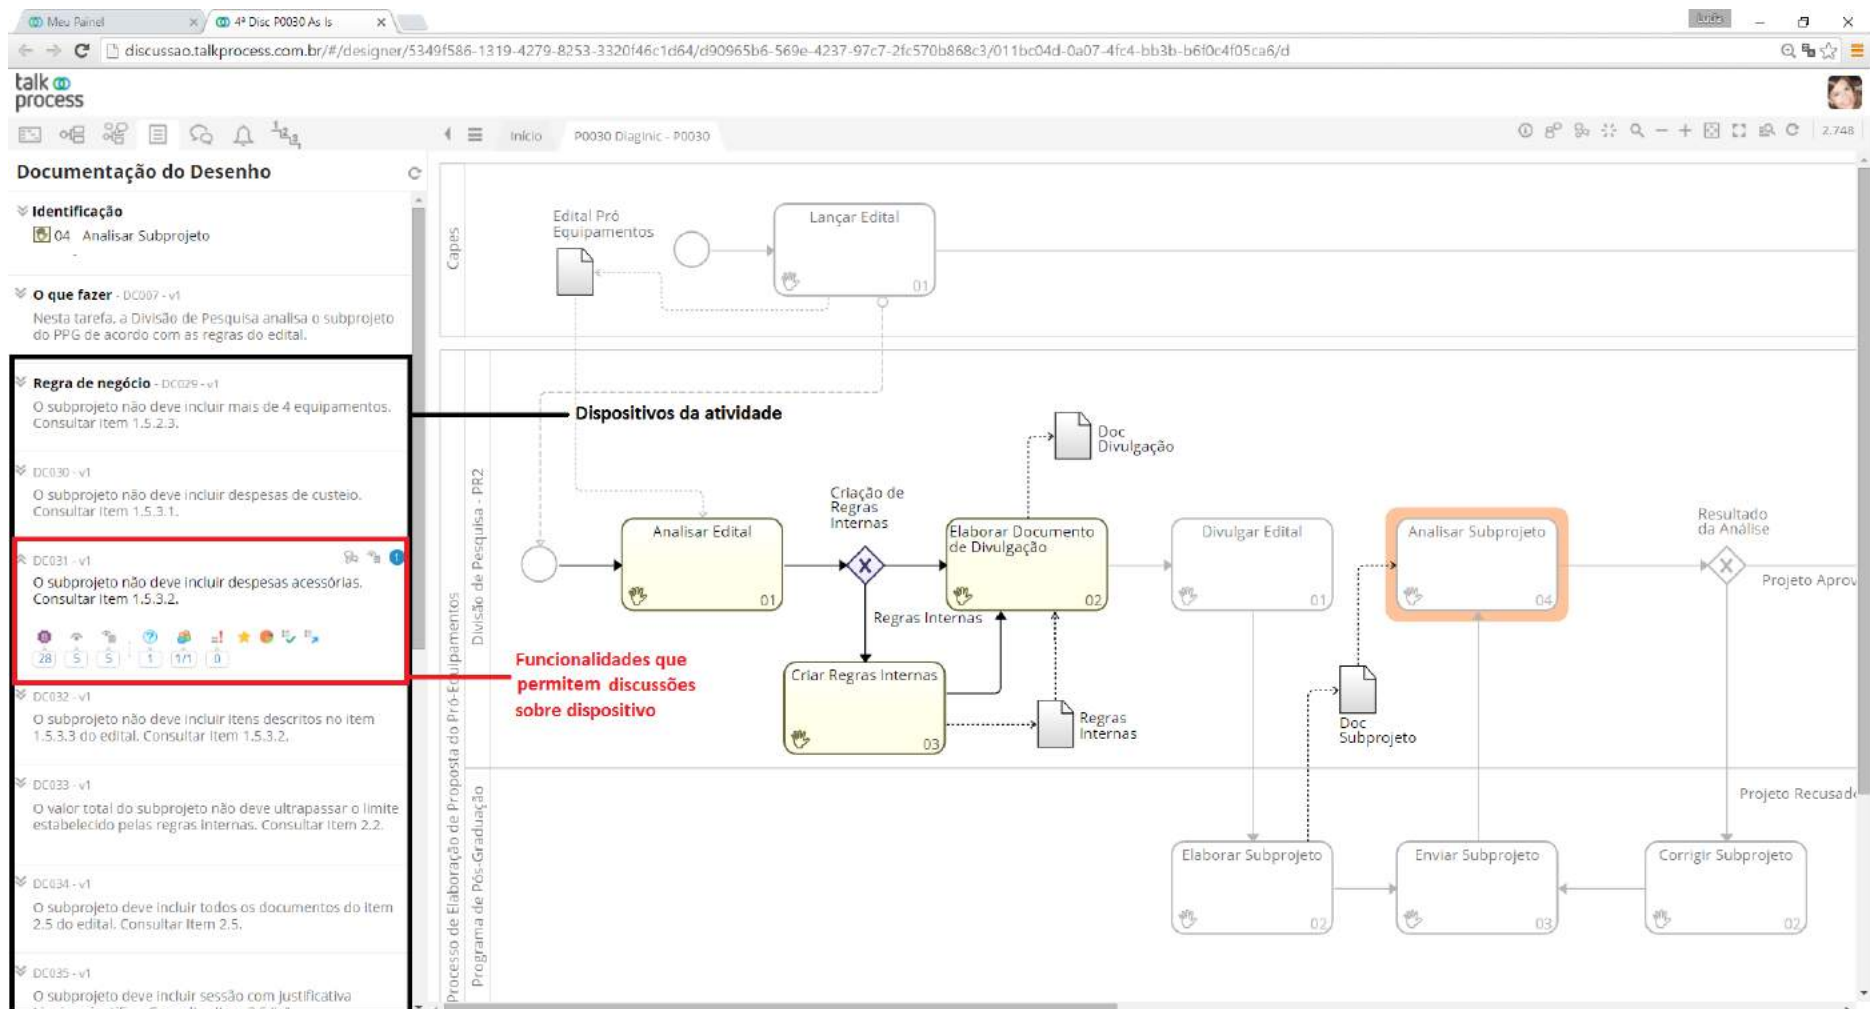 Meu Painel
4ª Disc P0030 As Is
discussao.talkprocess.com.br/#/designer/5349f586-1319-4279-8253-3320f46c1d64/d90965b6-569e-4237-97c7-2fc570b868c3/011bc04d-0a07-4fc4-bb3b-b6f0c4f05ca6/d
talk
process
Início
P0030 DiagInic - P0030
2.748
Documentação do Desenho
Identificação
04 Analisar Subprojeto
-
O que fazer - DC007 - v1
Nesta tarefa, a Divisão de Pesquisa analisa o subprojeto
do PPG de acordo com as regras do edital.
Regra de negócio - DC029 - v1
O subprojeto não deve incluir mais de 4 equipamentos.
Consultar item 1.5.2.3.
DC030 - v1
O subprojeto não deve incluir despesas de custeio.
Consultar Item 1.5.3.1.
DC031 - v1
1
O subprojeto não deve incluir despesas acessórias.
Consultar Item 1.5.3.2.
28 5 5 1 1/1 0
DC032 - v1
O subprojeto não deve incluir itens descritos no item
1.5.3.3 do edital. Consultar Item 1.5.3.2.
DC033 - v1
O valor total do subprojeto não deve ultrapassar o limite
estabelecido pelas regras internas. Consultar Item 2.2.
DC034 - v1
O subprojeto deve incluir todos os documentos do item
2.5 do edital. Consultar Item 2.5.
DC035 - v1
O subprojeto deve incluir sessão com justificativa
Dispositivos da atividade
Funcionalidades que
permitem discussões
sobre dispositivo
Capes
Edital Pró
Equipamentos
Lançar Edital
01
Processo de Elaboração de Proposta do Pró-Equipamentos
Divisão de Pesquisa - PR2
Analisar Edital
01
Criação de
Regras
Internas
X
Elaborar Documento
de Divulgação
02
Doc
Divulgação
Regras Internas
Criar Regras Internas
03
Regras
Internas
Divulgar Edital
01
Analisar Subprojeto
04
Doc
Subprojeto
Resultado
da Análise
X
Projeto Aprov
Projeto Recusad
Programa de Pós-Graduação
Elaborar Subprojeto
02
Enviar Subprojeto
03
Corrigir Subprojeto
02